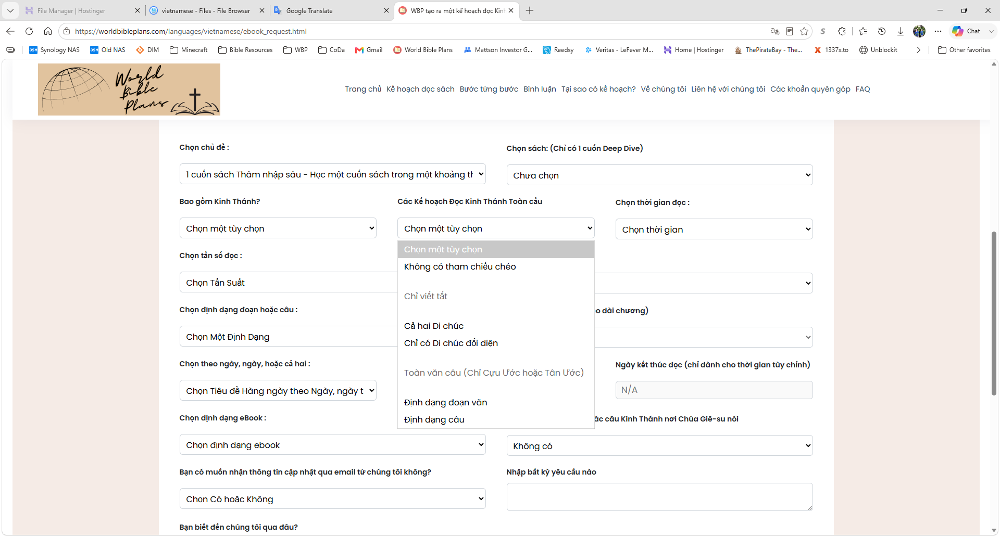 File Manager | Hostinger
vietnamese - Files - File Browser
Google Translate
WBP tạo ra một kế hoạch đọc Kinh
https://worldbibleplans.com/languages/vietnamese/ebook_request.html
Chat
Synology NAS
Old NAS
DIM
Minecraft
Bible Resources
WBP
CoDa
Gmail
World Bible Plans
Mattson Investor G...
Reedsy
Veritas - LeFever M...
Home | Hostinger
ThePirateBay - The...
1337x.to
Unblockit
Other favorites
World
Bible
Plans
Trang chủ Kế hoạch đọc sách Bước từng bước Bình luận Tại sao có kế hoạch? Về chúng tôi Liên hệ với chúng tôi Các khoản quyên góp FAQ
Chọn chủ đề :
Chọn sách: (Chỉ có 1 cuốn Deep Dive)
1 cuốn sách Thâm nhập sâu - Học một cuốn sách trong một khoảng th
Chưa chọn
Bao gồm Kinh Thánh?
Các Kế hoạch Đọc Kinh Thánh Toàn cầu
Chọn thời gian đọc :
Chọn một tùy chọn
Chọn một tùy chọn
Chọn thời gian
Chọn một tùy chọn
Không có tham chiếu chéo
Chỉ viết tắt
Cả hai Di chúc
Chỉ có Di chúc đối diện
Toàn văn câu (Chỉ Cựu Ước hoặc Tân Ước)
Định dạng đoạn văn
Định dạng câu
Chọn tần số đọc :
Chọn Tần Suất
Chọn định dạng đoạn hoặc câu :
dài chương)
Chọn Một Định Dạng
Chọn theo ngày, ngày, hoặc cả hai :
Ngày kết thúc đọc (chỉ dành cho thời gian tùy chỉnh)
Chọn Tiêu đề Hàng ngày theo Ngày, ngày t
N/A
Chọn định dạng eBook :
câu Kinh Thánh nơi Chúa Giê-su nói
Chọn định dạng ebook
Không có
Bạn có muốn nhận thông tin cập nhật qua email từ chúng tôi không?
Nhập bất kỳ yêu cầu nào
Chọn Có hoặc Không
Bạn biết đến chúng tôi qua đâu?